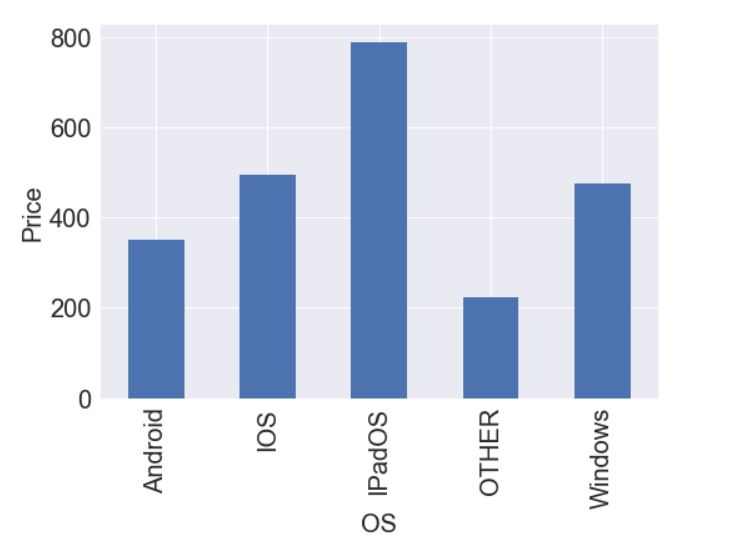 800
600
400
200
0
Price
Android
IOS
IPadOS
OTHER
Windows
OS